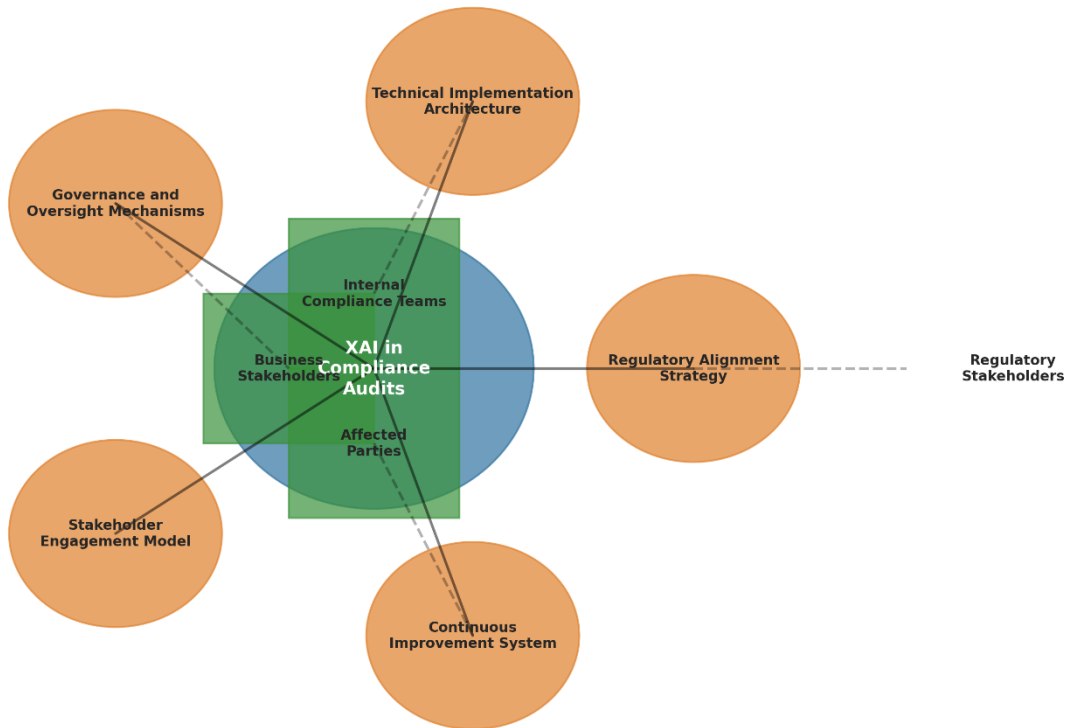 Technical Implementation
Architecture
Governance and
Oversight Mechanisms
Internal
Compliance Teams
XAI in
Compliance
Audits
Business
Stakeholders
Regulatory Alignment
Strategy
Regulatory
Stakeholders
Affected
Parties
Stakeholder
Engagement Model
Continuous
Improvement System